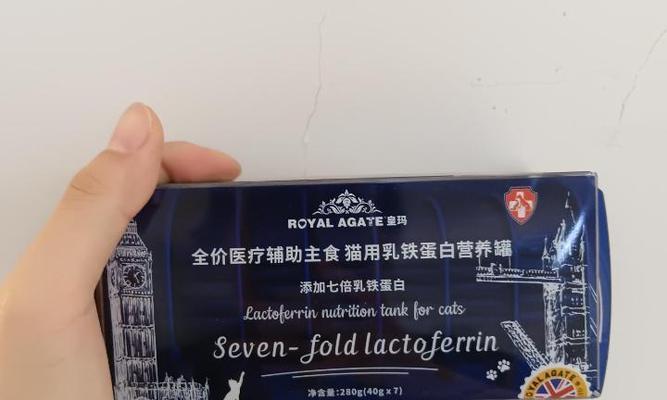 ROYAL AGATE 皇玛
全价医疗辅助主食 猫用乳铁蛋白营养罐
添加七倍乳铁蛋白
Lactoferrin nutrition tank for cats
Seven-fold lactoferrin
净含量:280g(40g x 7)
ROYAL AGATE